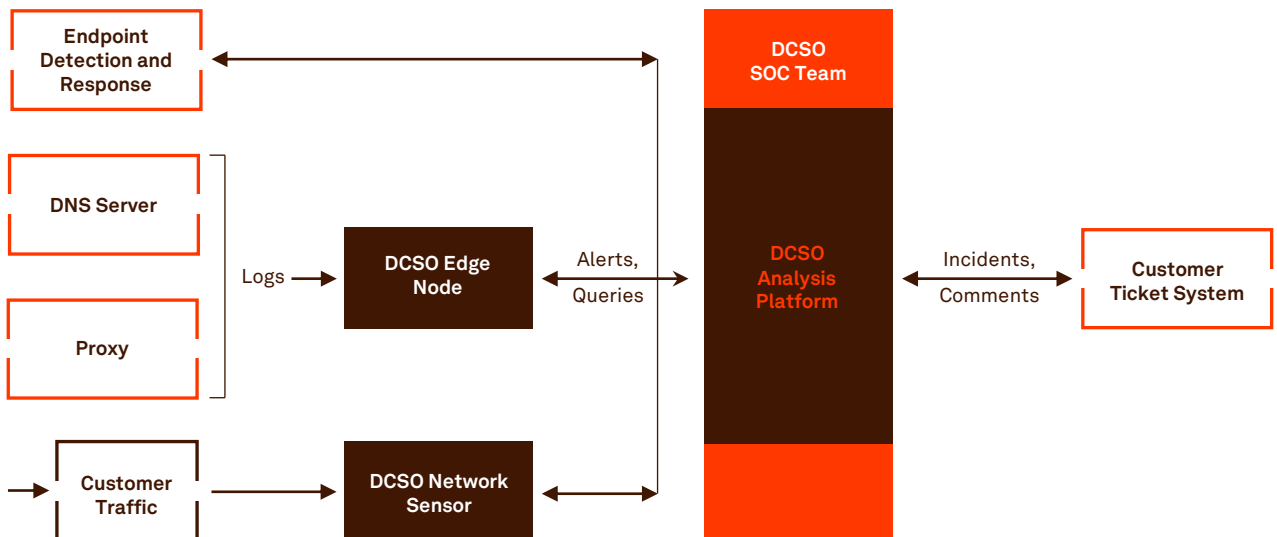 Endpoint
Detection and
Response
DCSO
SOC Team
DNS Server
Logs
DCSO Edge
Node
Alerts,
Queries
DCSO
Analysis
Platform
Incidents,
Comments
Customer
Ticket System
Proxy
Customer
Traffic
DCSO Network
Sensor